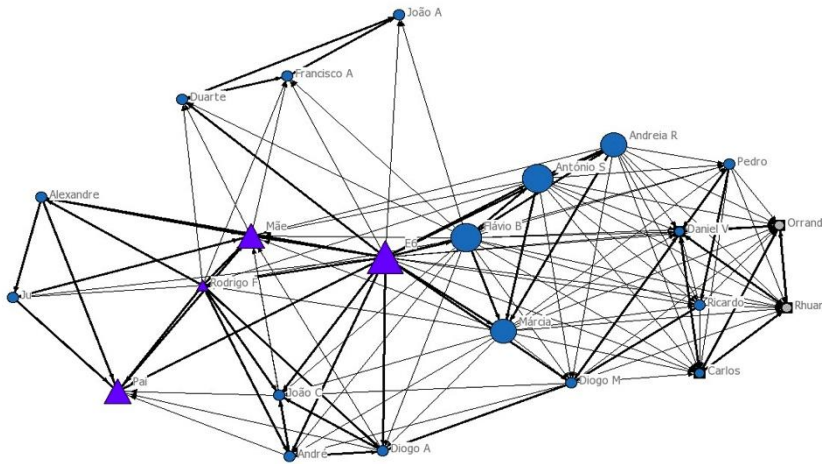 João A
Francisco A
Duarte
Andreia R
António S
Pedro
Alexandre
Mãe
Flávio B
Daniel V
Orrand
E6
Rodrigo F
Ju
Ricardo
Rhuan
Márcia
Pai
João C
Diogo M
Carlos
André
Diogo A